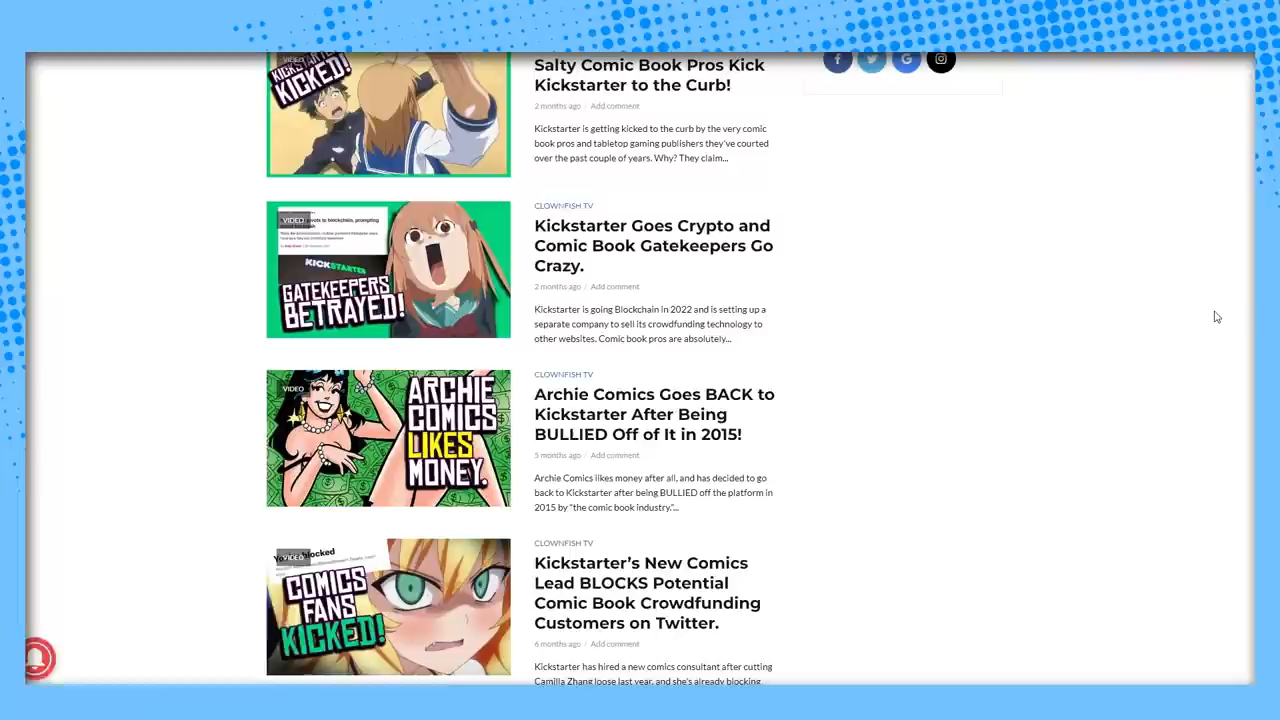 VIDEO
KICKSTARTER
KICKED!
Salty Comic Book Pros Kick
Kickstarter to the Curb!
2 months ago / Add comment
Kickstarter is getting kicked to the curb by the very comic
book pros and tabletop gaming publishers they've courted
over the past couple of years. Why? They claim...
VIDEO
KICKSTARTER
GATEKEEPERS
BETRAYED!
CLOWNFISH TV
Kickstarter Goes Crypto and
Comic Book Gatekeepers Go
Crazy.
2 months ago / Add comment
Kickstarter is going Blockchain in 2022 and is setting up a
separate company to sell its crowdfunding technology to
other websites. Comic book pros are absolutely...
VIDEO
ARCHIE
COMICS
LIKES
MONEY.
CLOWNFISH TV
Archie Comics Goes BACK to
Kickstarter After Being
BULLIED Off of It in 2015!
5 months ago / Add comment
Archie Comics likes money after all, and has decided to go
back to Kickstarter after being BULLIED off the platform in
2015 by "the comic book industry."...
VIDEO
blocked
COMICS
FANS
KICKED!
CLOWNFISH TV
Kickstarter’s New Comics
Lead BLOCKS Potential
Comic Book Crowdfunding
Customers on Twitter.
6 months ago / Add comment
Kickstarter has hired a new comics consultant after cutting
Camilla Zhang loose last year, and she's already blocking